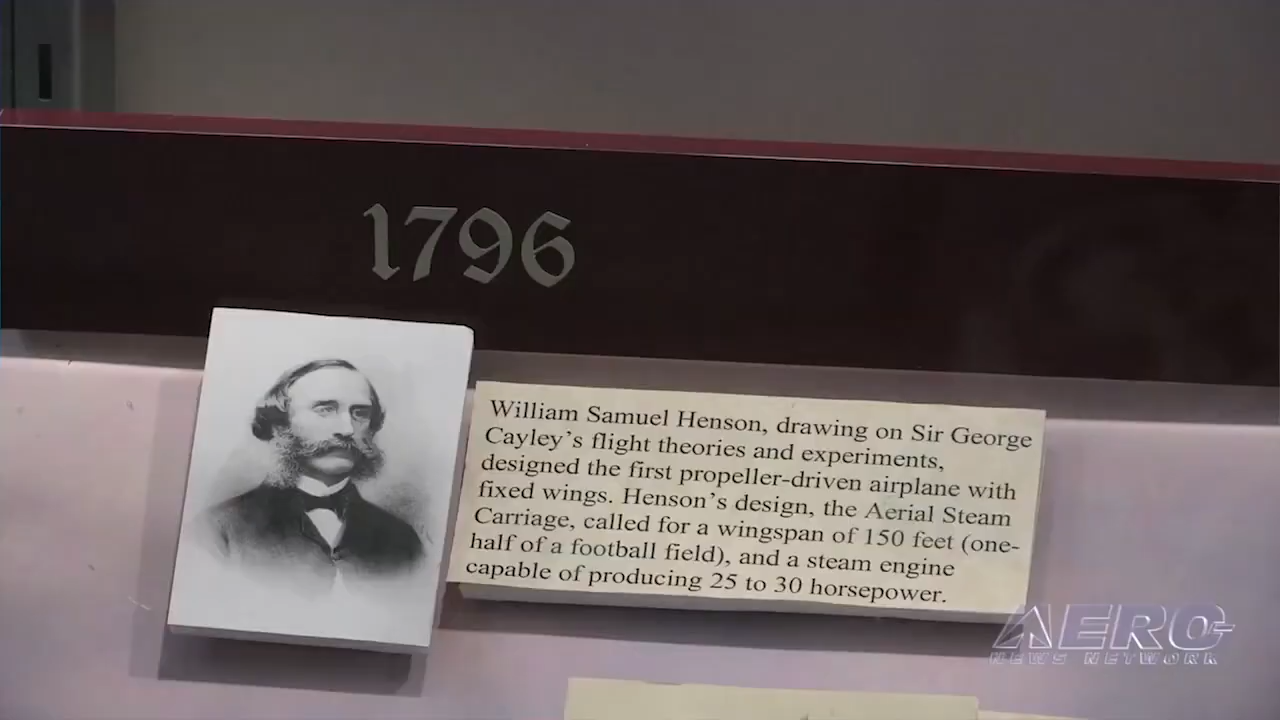 1796
William Samuel Henson, drawing on Sir George
Cayley's flight theories and experiments,
designed the first propeller-driven airplane with
fixed wings. Henson's design, the Aerial Steam
Carriage, called for a wingspan of 150 feet (one-
half of a football field), and a steam engine
capable of producing 25 to 30 horsepower.
AERO
NEWS NETWORK